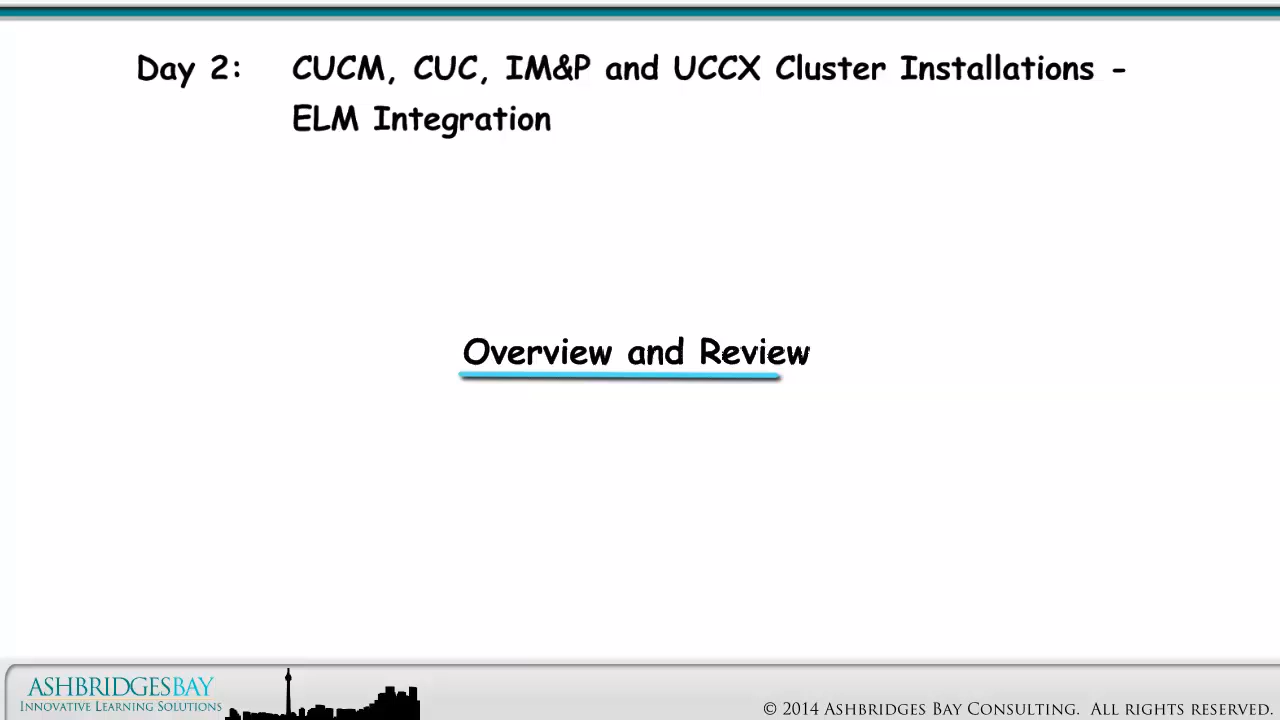 Day 2: CUCM, CUC, IM&P and UCCX Cluster Installations -
ELM Integration
Overview and Review
ASHBRIDGESBAY
INNOVATIVE LEARNING SOLUTIONS
© 2014 ASHBRIDGES BAY CONSULTING. ALL RIGHTS RESERVED.